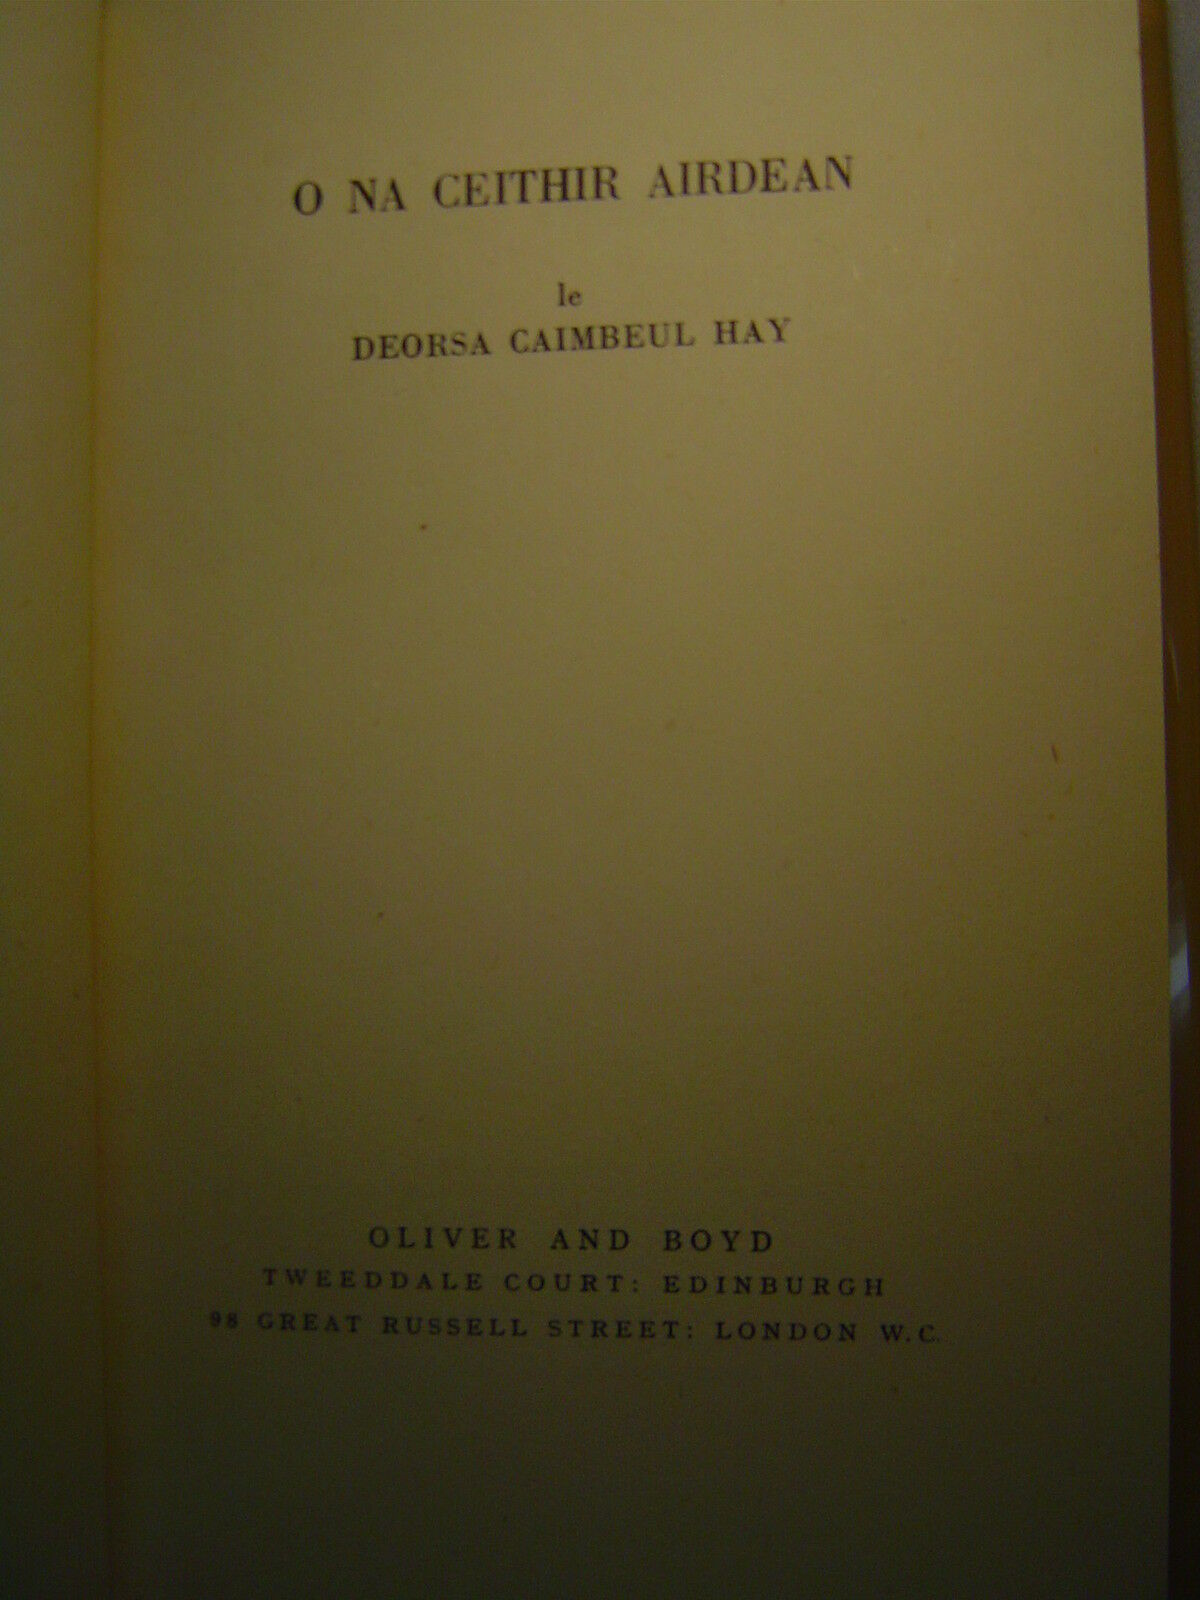 O NA CEITHIR AIRDEAN
le
DEORSA CAIMBEUL HAY
OLIVER AND BOYD
TWEEDDALE COURT: EDINBURGH
98 GREAT RUSSELL STREET: LONDON W.C.